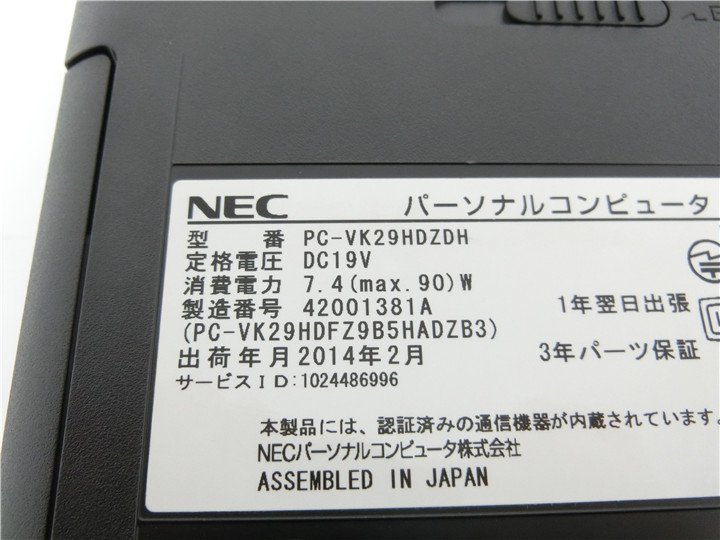 NEC パーソナルコンピュータ
型番 PC-VK29HDZDH
定格電圧 DC19V
消費電力 7.4(max.90)W
製造番号 42001381A
(PC-VK29HDFZ9B5HADZB3)
出荷年月2014年2月
サービスID:1024486996
1年翌日出張
3年パーツ保証
本製品には、認証済みの通信機器が内蔵されています。
NECパーソナルコンピュータ株式会社
ASSEMBLED IN JAPAN